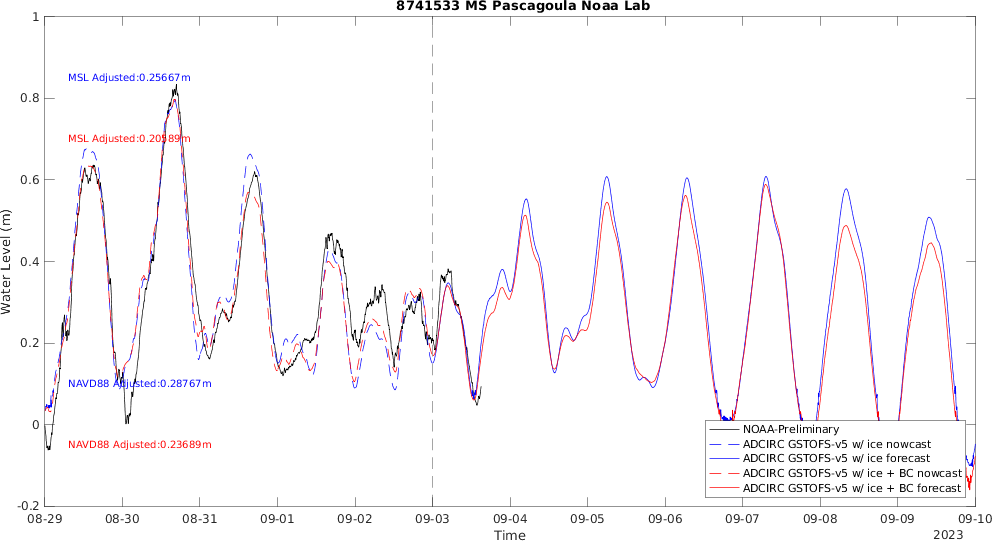 8741533 MS Pascagoula Noaa Lab
1
0.8
0.6
0.4
0.2
0
-0.2
Water Level (m)
MSL Adjusted:0.25667m
MSL Adjusted:0.20589m
NAVD88 Adjusted:0.28767m
NAVD88 Adjusted:0.23689m
NOAA-Preliminary
ADCIRC GSTOFS-v5 w/ ice nowcast
ADCIRC GSTOFS-v5 w/ ice forecast
ADCIRC GSTOFS-v5 w/ ice + BC nowcast
ADCIRC GSTOFS-v5 w/ ice + BC forecast
08-29 08-30 08-31 09-01 09-02 09-03 09-04 09-05 09-06 09-07 09-08 09-09 09-10
Time
2023